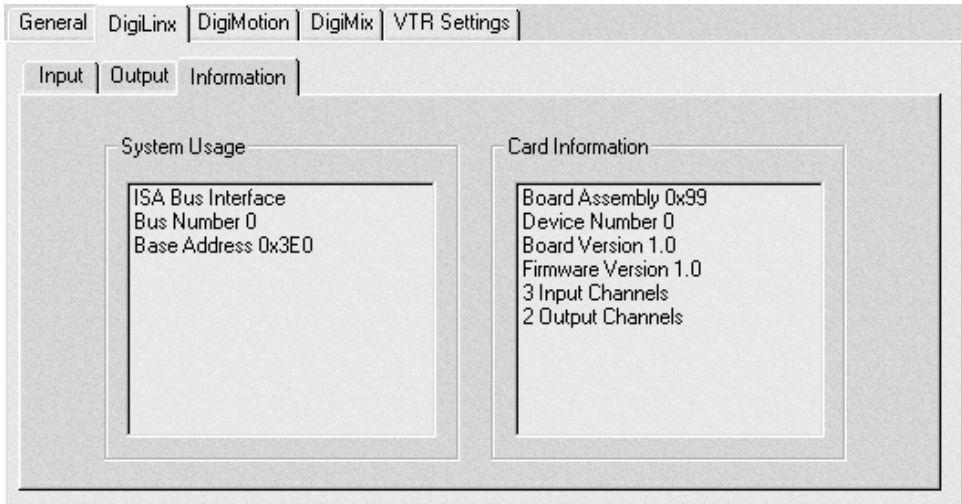 General DigiLinx DigiMotion DigiMix VTR Settings
Input Output Information
System Usage
ISA Bus Interface
Bus Number 0
Base Address 0x3E0
Card Information
Board Assembly 0x99
Device Number 0
Board Version 1.0
Firmware Version 1.0
3 Input Channels
2 Output Channels